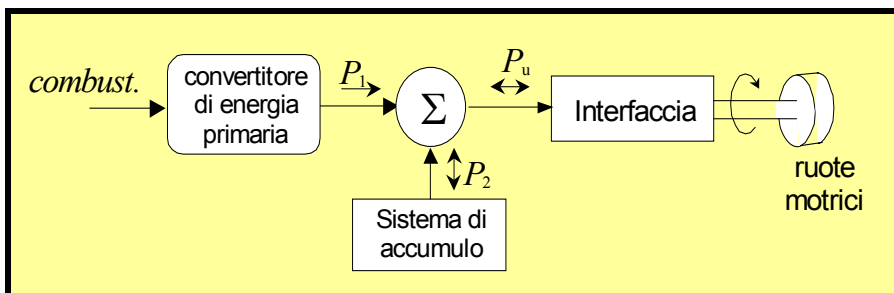 combust.
convertitore
di energia
primaria
P₁
Σ
P₂
Sistema di
accumulo
Pᵤ
Interfaccia
ruote
motrici